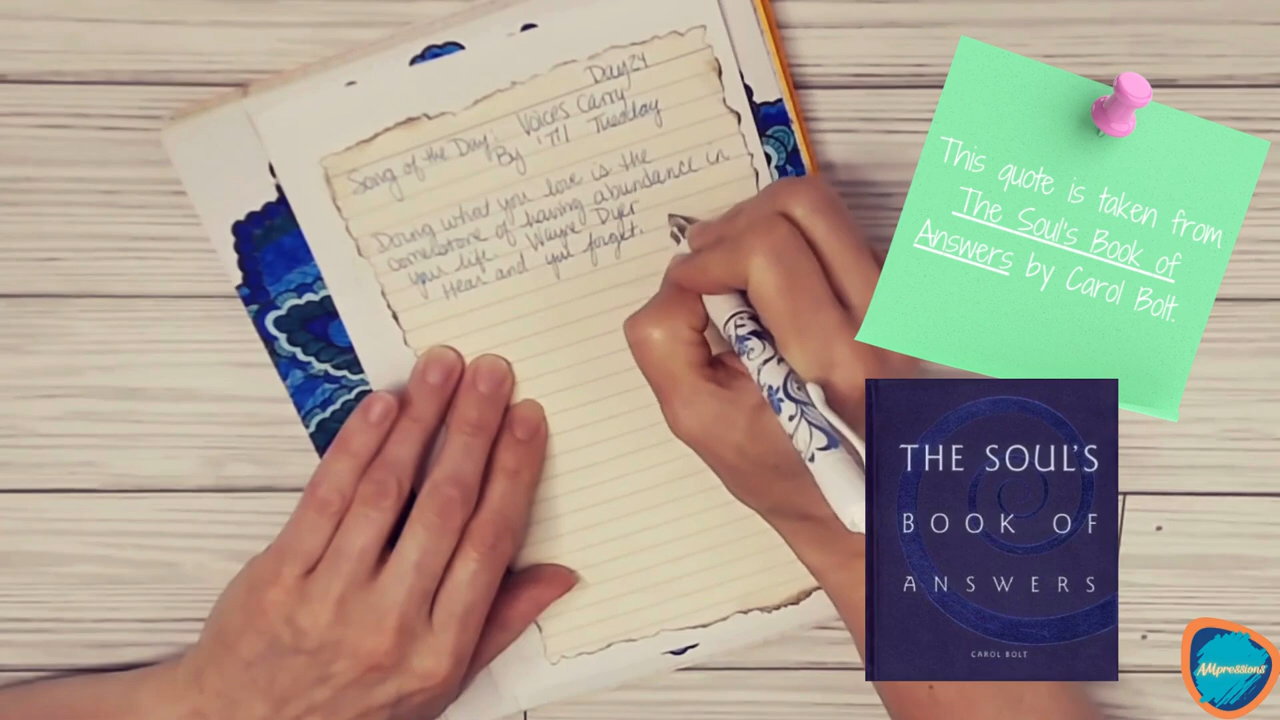 Day 24
Song of the Day: Voices Carry
By 'Til Tuesday
Doing what you love is the
cornerstone of having abundance in
you life. Wayne Dyer
Hear and you forget.
This quote is taken from
The Soul's Book of
Answers by Carol Bolt.
THE SOUL'S
BOOK OF
ANSWERS
CAROL BOLT
AMpressions